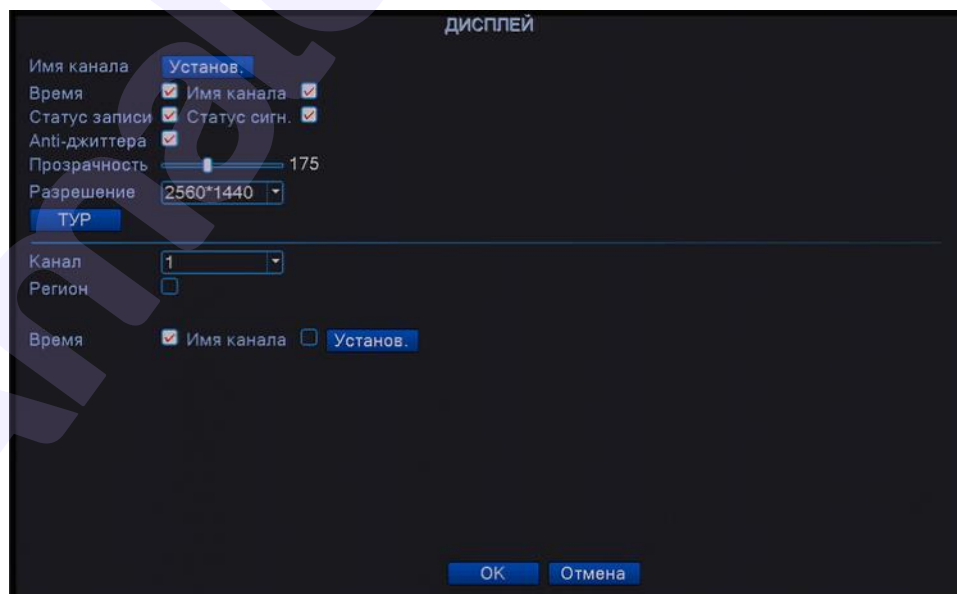 ДИСПЛЕЙ
Имя канала Установ.
Время Имя канала
Статус записи Статус сигн.
Anti-джиттера
Прозрачность 175
Разрешение 2560*1440
ТУР
Канал 1
Регион
Время Имя канала Установ.
OK Отмена